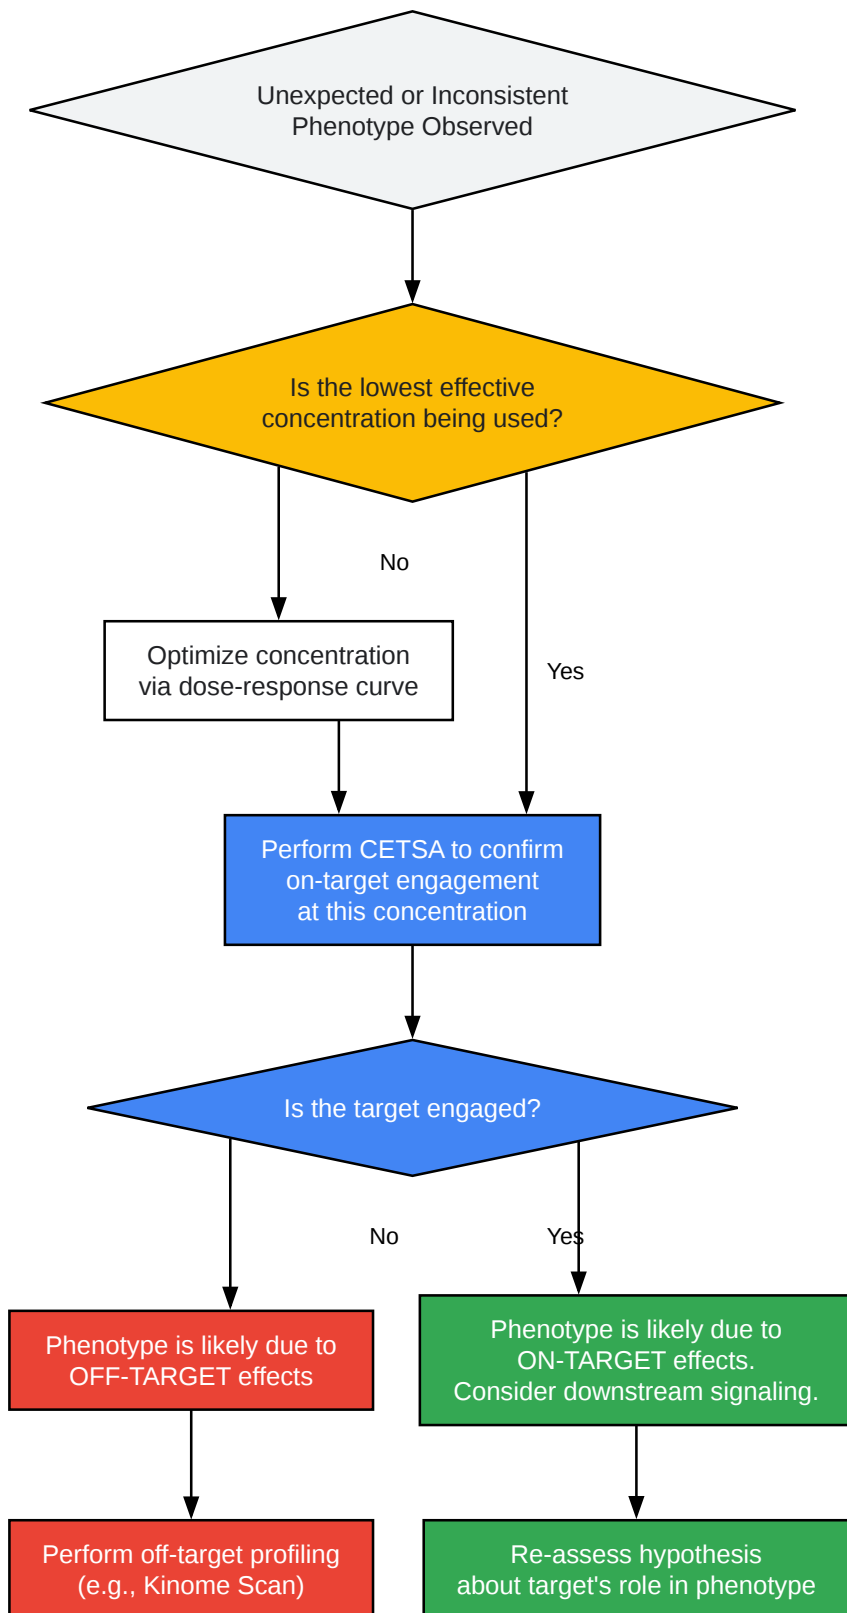 Unexpected or Inconsistent
Phenotype Observed
Is the lowest effective
concentration being used?
No
Optimize concentration
via dose-response curve
Yes
Perform CETSA to confirm
on-target engagement
at this concentration
Is the target engaged?
No
Yes
Phenotype is likely due to
OFF-TARGET effects
Phenotype is likely due to
ON-TARGET effects.
Consider downstream signaling.
Perform off-target profiling
(e.g., Kinome Scan)
Re-assess hypothesis
about target's role in phenotype